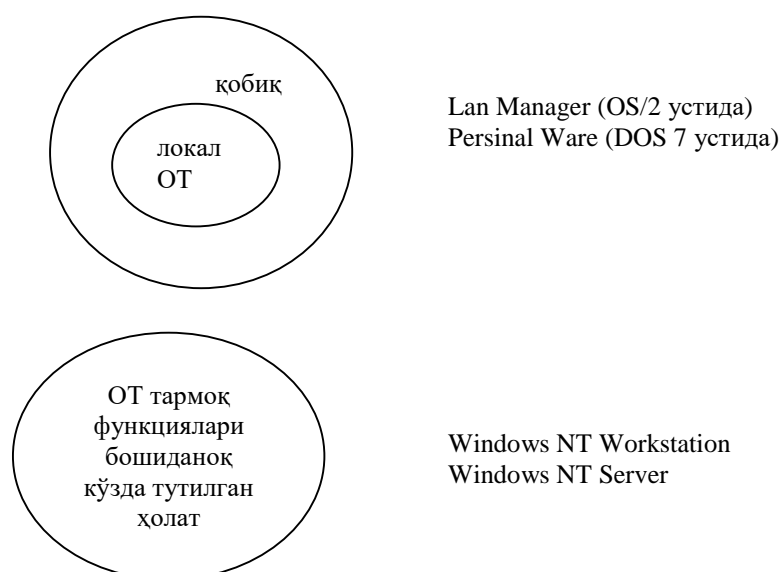 қобиқ
локал
ОТ
Lan Manager (OS/2 устида)
Persinal Ware (DOS 7 устида)
ОТ тармоқ
функциялари
бошиданоқ
кўзда тутилган
ҳолат
Windows NT Workstation
Windows NT Server